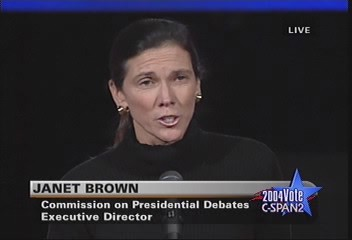 LIVE
JANET BROWN
Commission on Presidential Debates
Executive Director
2004Vote
C-SPAN2